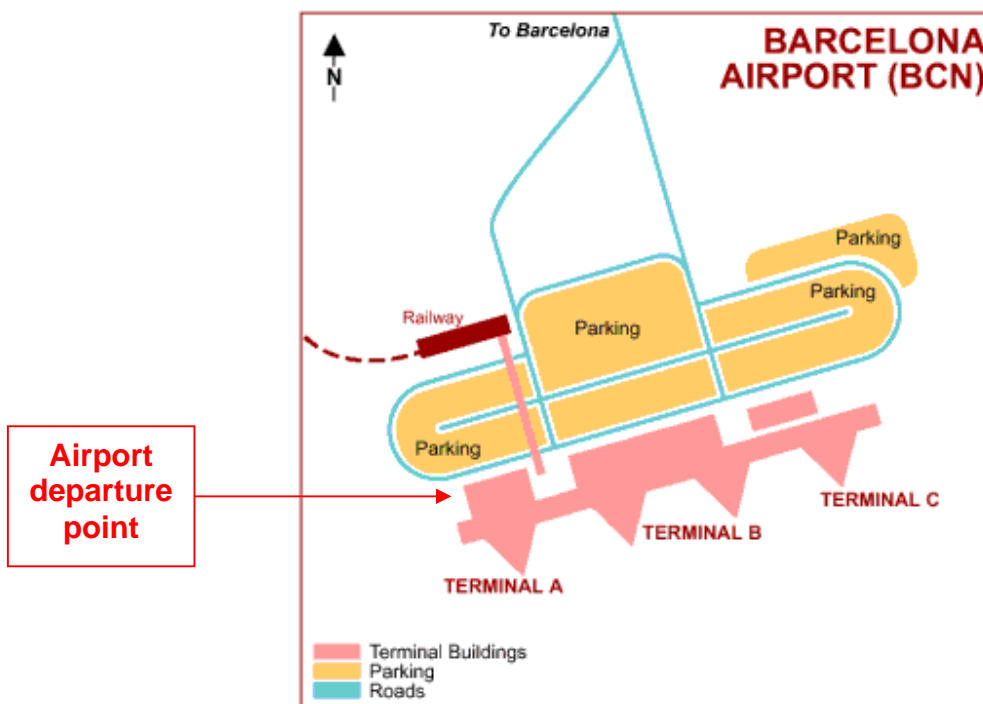 To Barcelona
BARCELONA
AIRPORT (BCN)
N
Parking
Parking
Railway
Parking
Parking
Airport
departure
point
TERMINAL C
TERMINAL B
TERMINAL A
Terminal Buildings
Parking
Roads